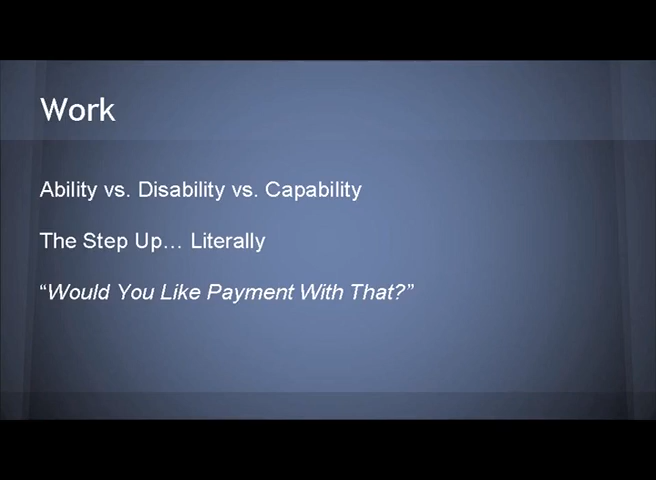 Work
Ability vs. Disability vs. Capability
The Step Up… Literally
“Would You Like Payment With That?”